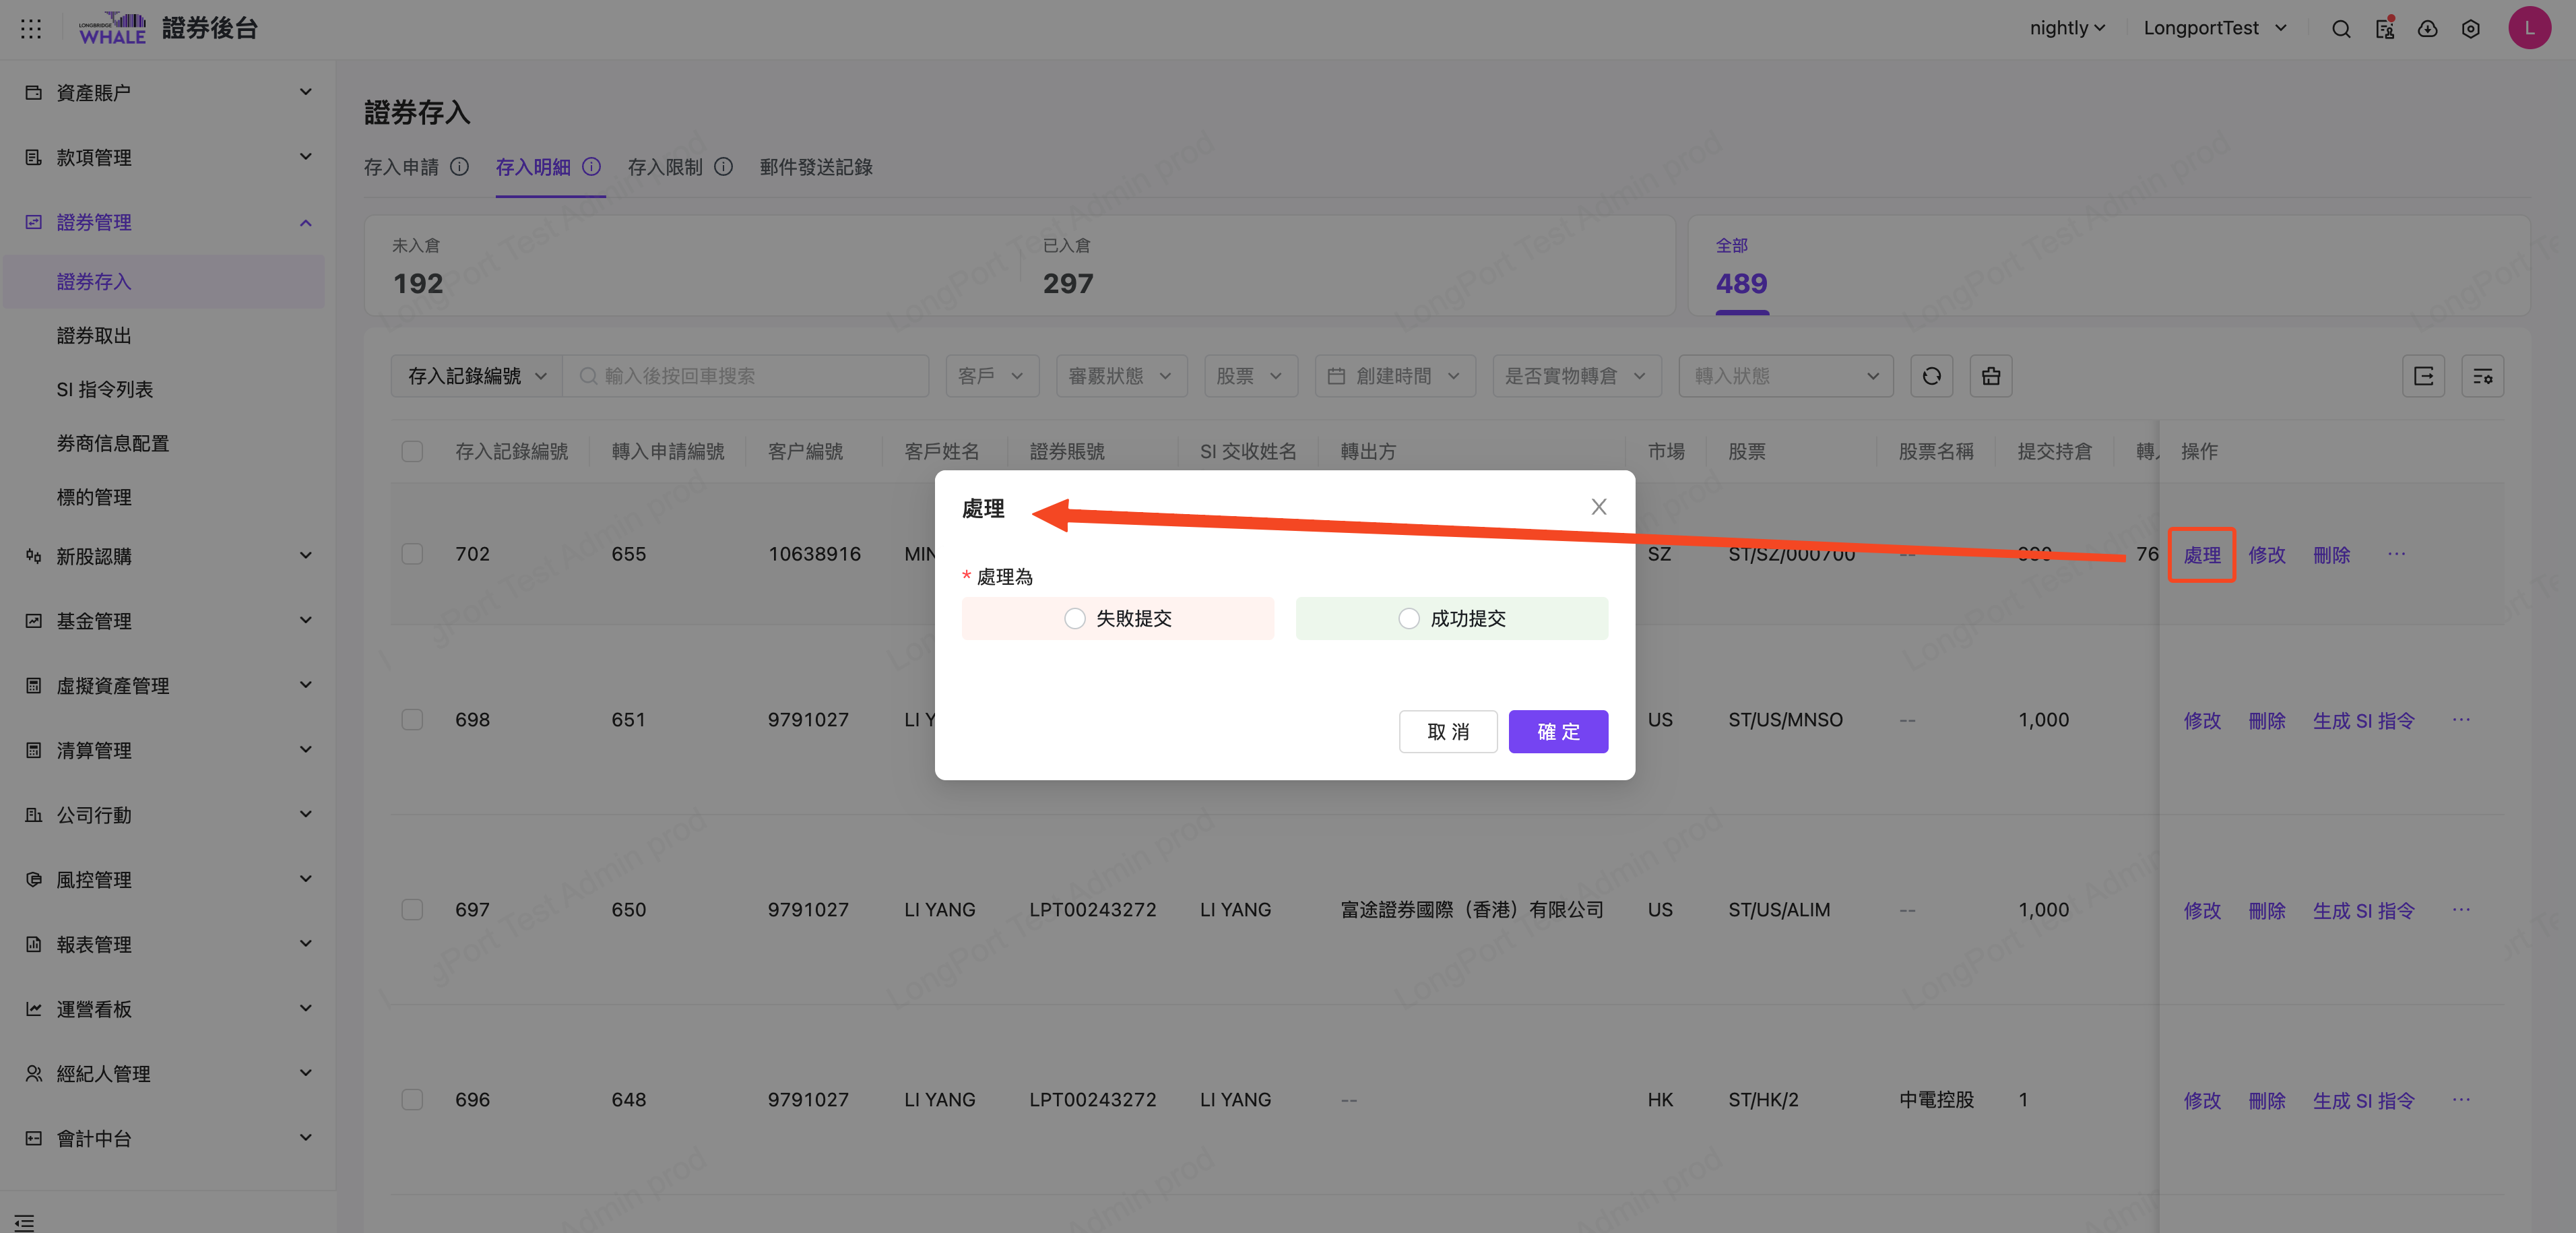 LONGBRIDGE
WHALE
證券後台
nightly
LongportTest
L
資產賬户
款項管理
證券管理
證券存入
證券取出
SI 指令列表
券商信息配置
標的管理
新股認購
基金管理
虛擬資產管理
清算管理
公司行動
風控管理
報表管理
運營看板
經紀人管理
會計中台
證券存入
存入申請 存入明細 存入限制 郵件發送記錄
未入倉 已入倉 全部
192 297 489
存入記錄編號 輸入後按回車搜索 客戶 審覈狀態 股票 創建時間 是否實物轉倉 轉入狀態
存入記錄編號 轉入申請編號 客户編號 客戶姓名 證券賬號 SI 交收姓名 轉出方 市場 股票 股票名稱 提交持倉 操作
702 655 10638916 SZ ST/SZ/000700 -- 76 處理 修改 刪除 ···
698 651 9791027 LI Y US ST/US/MNSO -- 1,000 修改 刪除 生成 SI 指令 ···
697 650 9791027 LI YANG LPT00243272 LI YANG 富途證券國際（香港）有限公司 US ST/US/ALIM -- 1,000 修改 刪除 生成 SI 指令 ···
696 648 9791027 LI YANG LPT00243272 LI YANG -- HK ST/HK/2 中電控股 1 修改 刪除 生成 SI 指令 ···
處理
* 處理為
失敗提交 成功提交
取 消 確 定
LongPort Test Admin prod